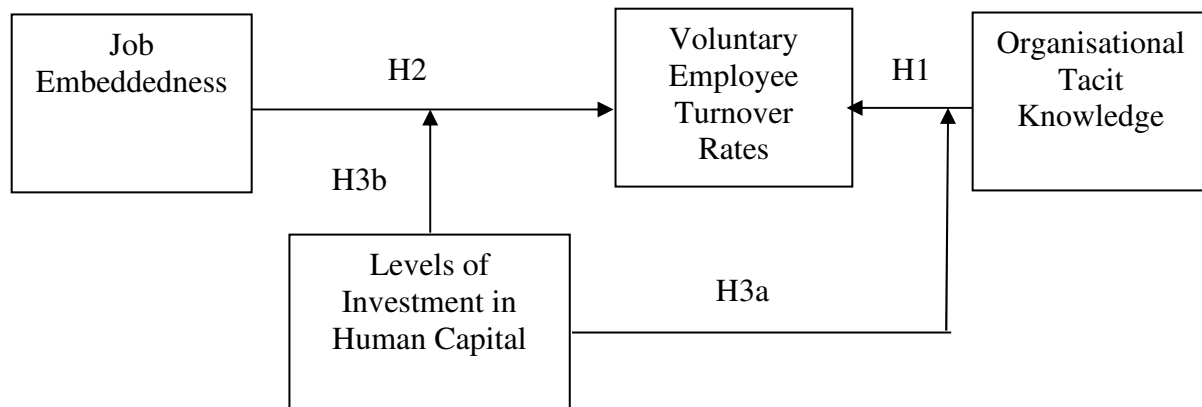 Job
Embeddedness
H2
Voluntary
Employee
Turnover
Rates
H1
Organisational
Tacit
Knowledge
H3b
Levels of
Investment in
Human Capital
H3a